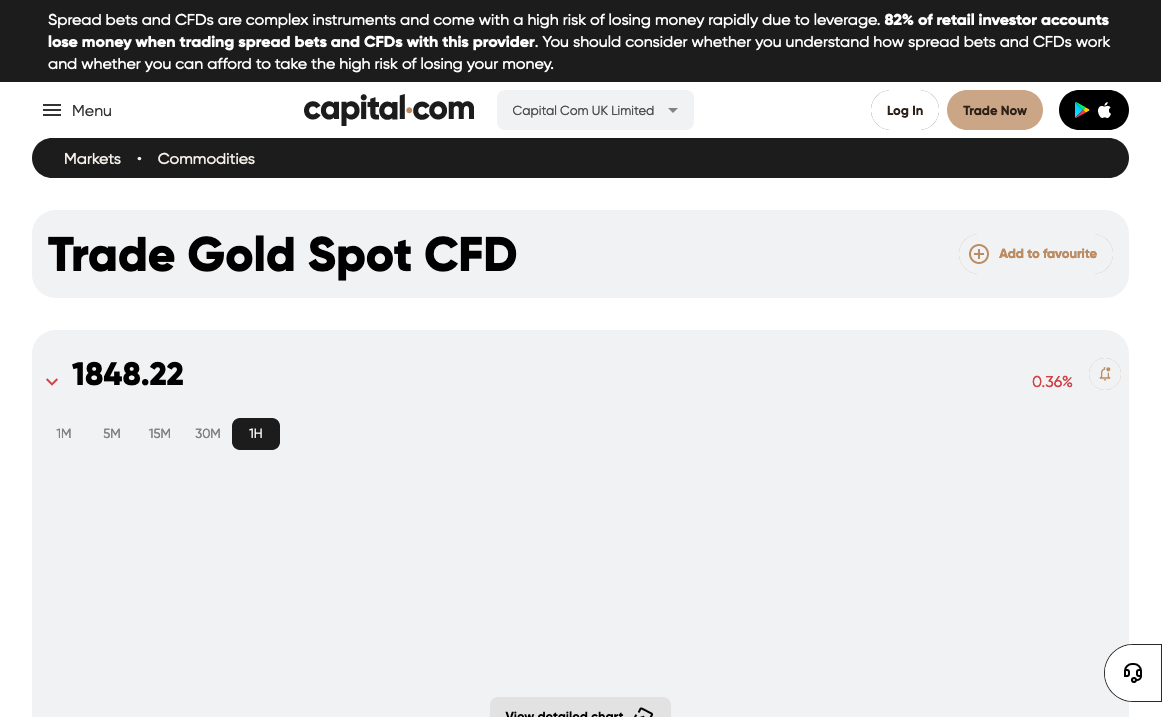 Spread bets and CFDs are complex instruments and come with a high risk of losing money rapidly due to leverage. 82% of retail investor accounts
lose money when trading spread bets and CFDs with this provider. You should consider whether you understand how spread bets and CFDs work
and whether you can afford to take the high risk of losing your money.
Menu
capital.com
Capital Com UK Limited
Log In
Trade Now
Markets • Commodities
Trade Gold Spot CFD
Add to favourite
1848.22
0.36%
1M 5M 15M 30M 1H
View detailed chart